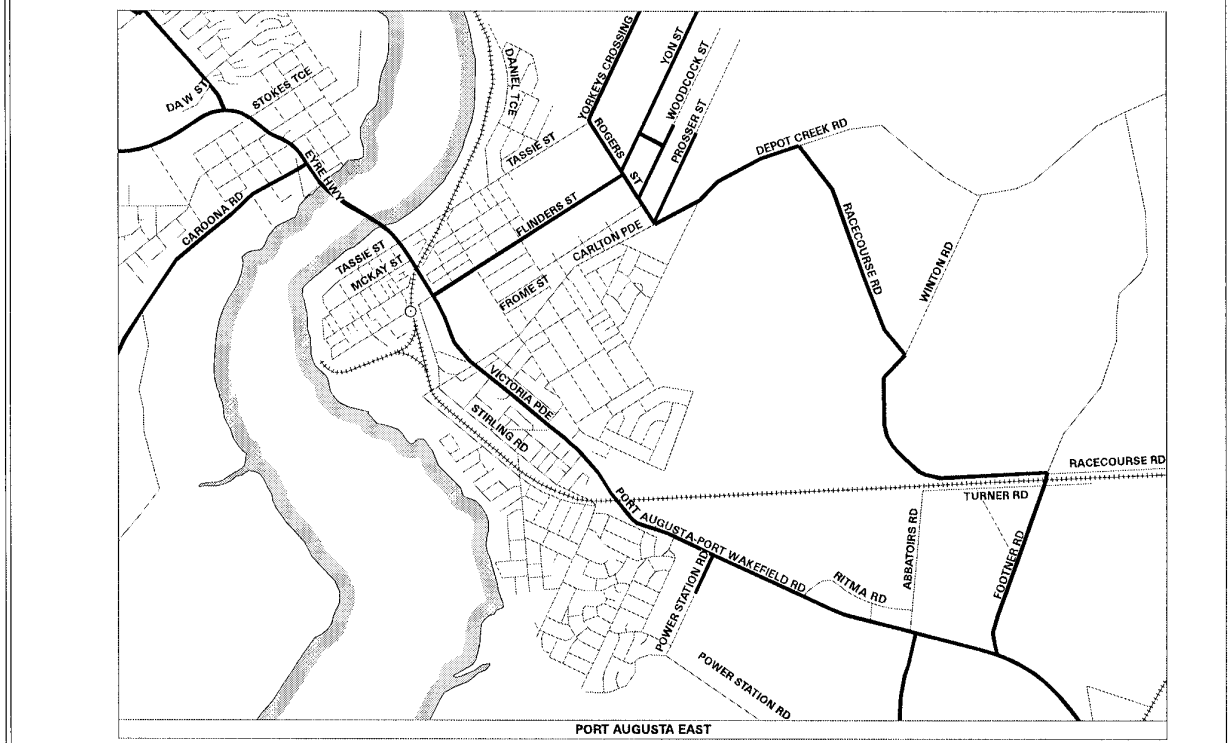 DAW ST
STOKES TCE
EYRE HWY
CAROONA RD
DANIEL TCE
TASSIE ST
YORKEYS CROSSING
YON ST
WOODCOCK ST
PROSSER ST
ROGERS ST
DEPOT CREEK RD
FLINDERS ST
CARLTON PDE
FROME ST
TASSIE ST
MCKAY ST
RACECOURSE RD
WINTON RD
VICTORIA PDE
STIRLING RD
RACECOURSE RD
TURNER RD
PORT AUGUSTA-PORT WAKEFIELD RD
ABBATOIRS RD
FOOTNER RD
RITMA RD
POWER STATION RD
POWER STATION RD
PORT AUGUSTA EAST